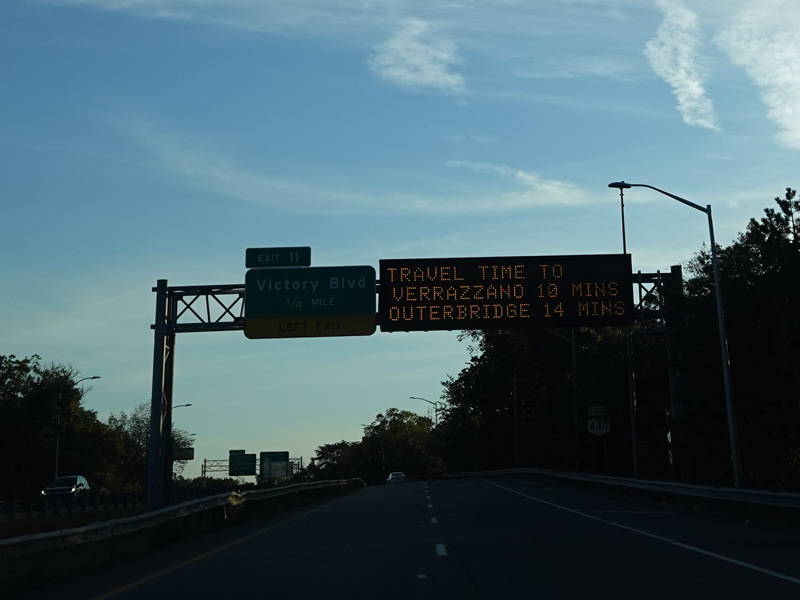 EXIT 11
Victory Blvd
1/4 MILE
LEFT EXIT
TRAVEL TIME TO
VERRAZZANO 10 MINS
OUTERBRIDGE 14 MINS
440